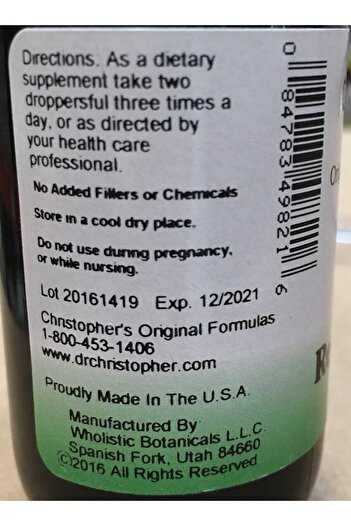 Directions. As a dietary
supplement take two
droppersful three times a
day, or as directed by
your health care
professional.
No Added Fillers or Chemicals
Store in a cool dry place.
Do not use during pregnancy,
or while nursing.
Lot 20161419 Exp. 12/2021
Christopher's Original Formulas
1-800-453-1406
www.drchristopher.com
Proudly Made In The U.S.A.
Manufactured By
Wholistic Botanicals L.L.C.
Spanish Fork, Utah 84660
©2016 All Rights Reserved
0 84783 49821 6